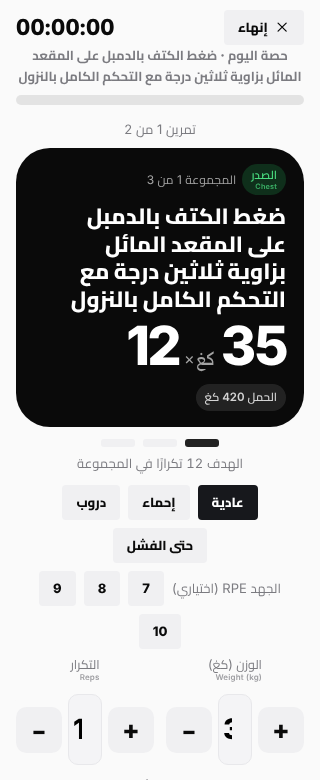 00:00:00
إنهاء ×
حصة اليوم · ضغط الكتف بالدمبل على المقعد
المائل بزاوية ثلاثين درجة مع التحكم الكامل بالنزول
تمرين 1 من 2
الصدر
Chest
المجموعة 1 من 3
ضغط الكتف بالدمبل
على المقعد المائل
بزاوية ثلاثين درجة مع
التحكم الكامل بالنزول
35 كغ × 12
الحمل 420 كغ
الهدف 12 تكرارًا في المجموعة
عادية
إحماء
دروب
حتى الفشل
الجهد RPE (اختياري)
7
8
9
10
الوزن (كغ)
Weight (kg)
التكرار
Reps
+
−
+
1
−